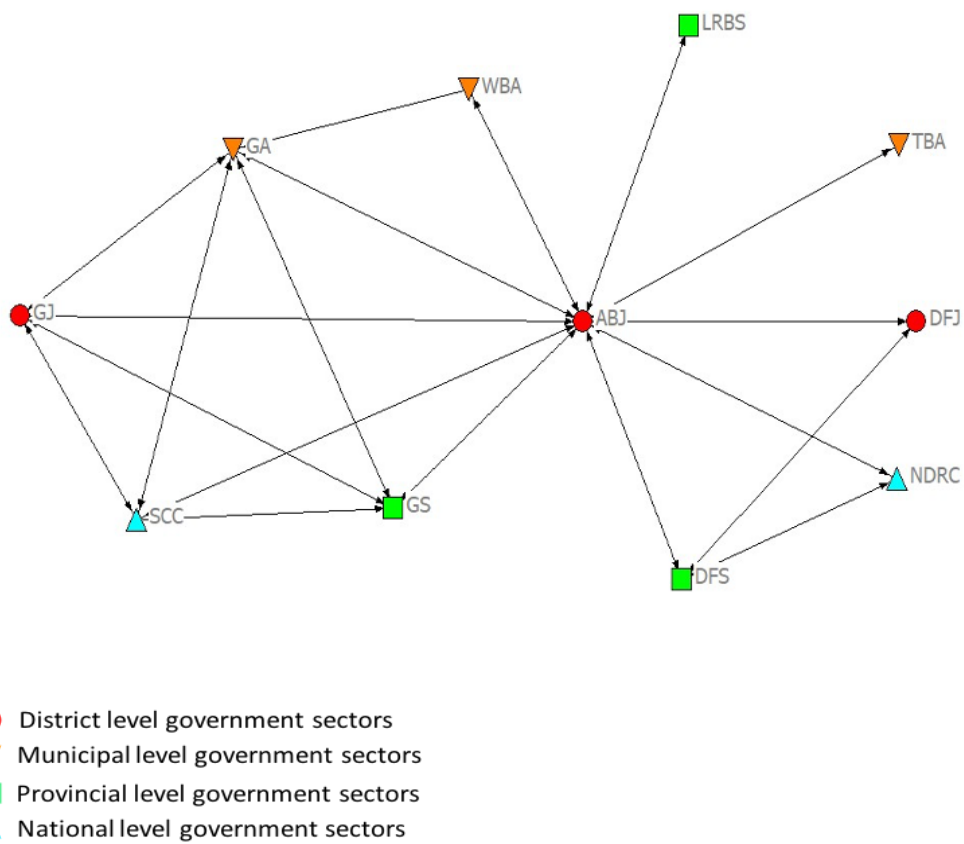 LRBS
WBA
TBA
GA
GJ
ABJ
DFJ
NDRC
GS
SCC
DFS
District level government sectors
Municipal level government sectors
Provincial level government sectors
National level government sectors